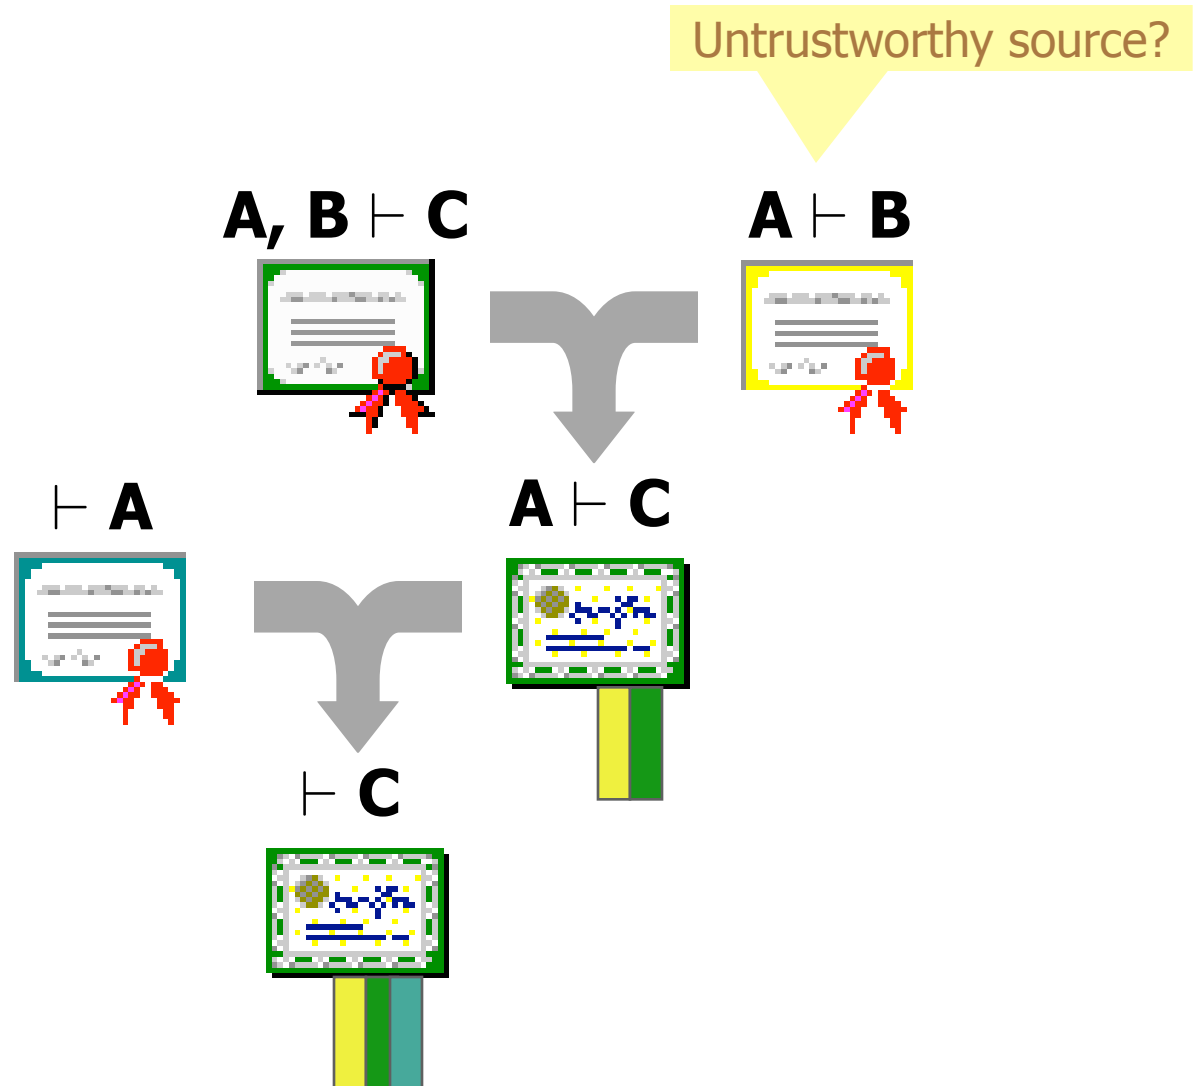 Untrustworthy source?
A, B ⊢ C
A ⊢ B
⊢ A
A ⊢ C
⊢ C